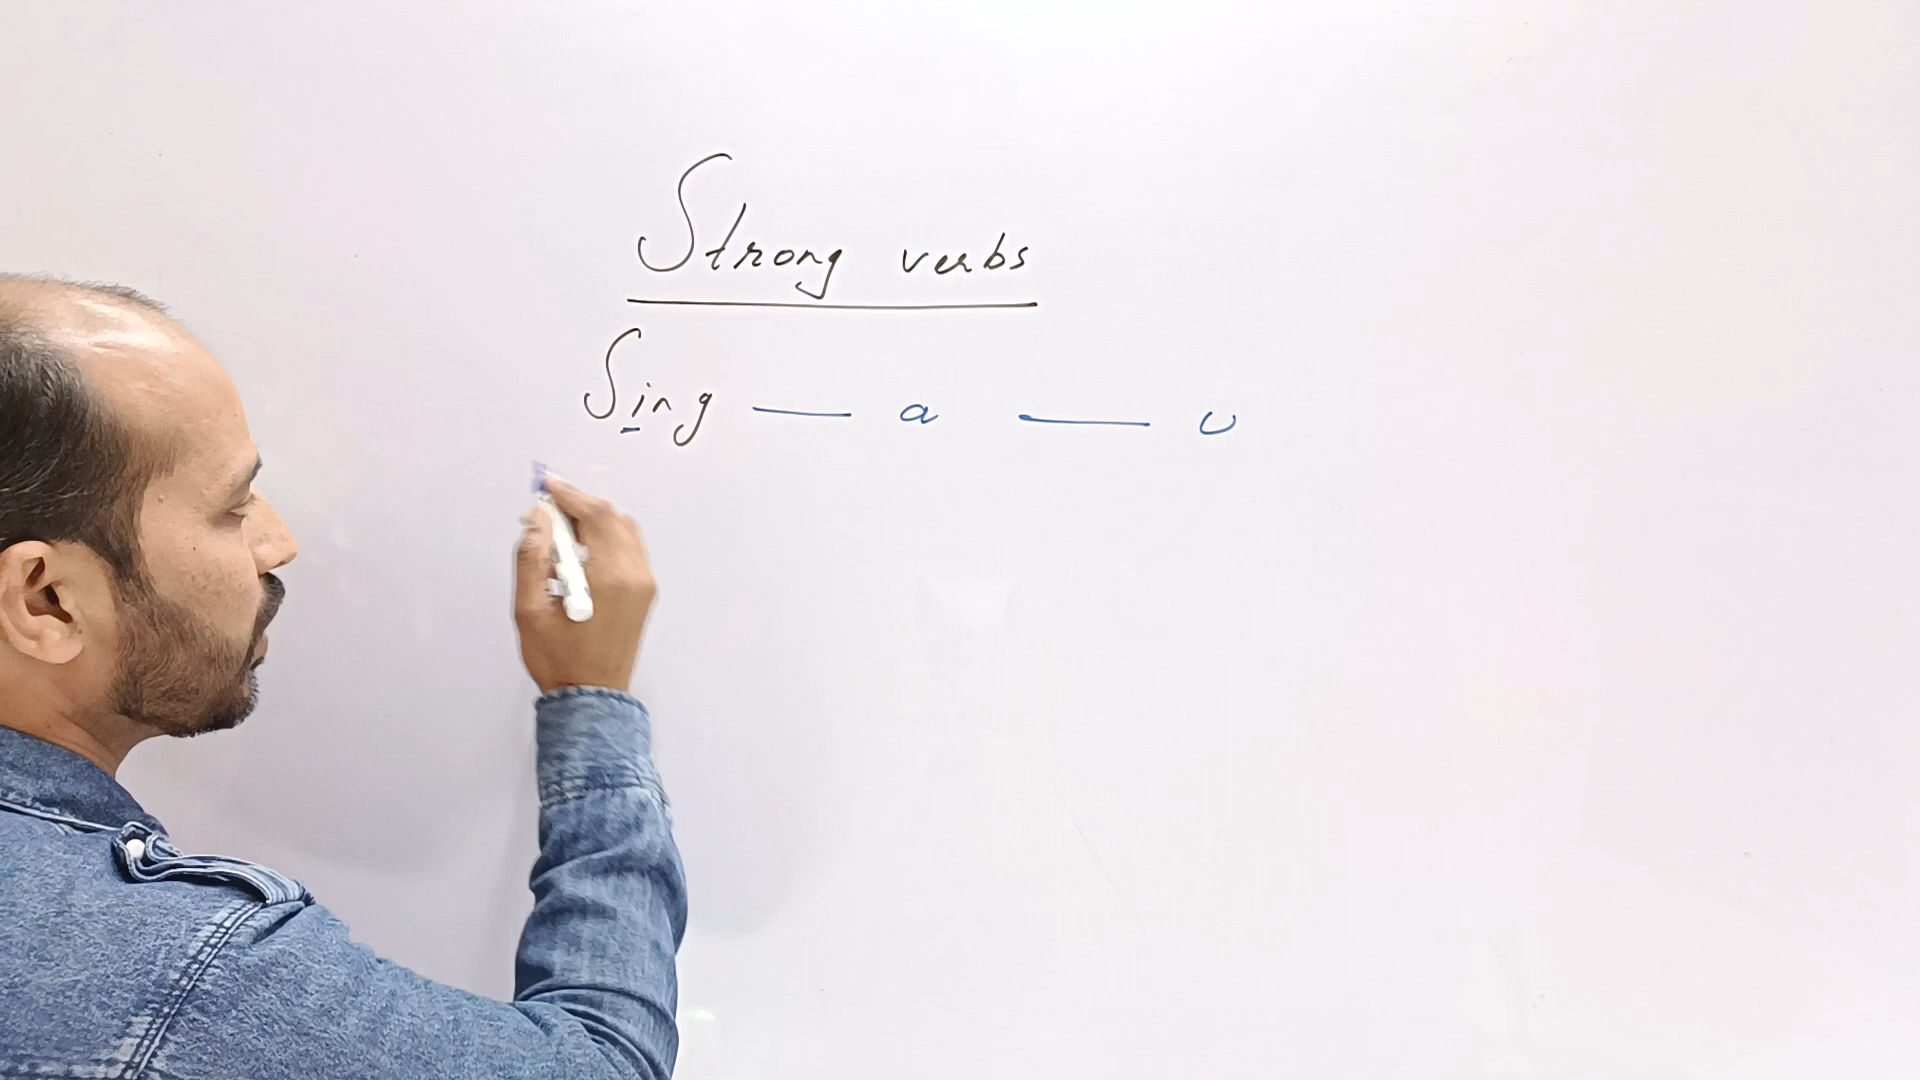 Strong verbs
Sing — a — u